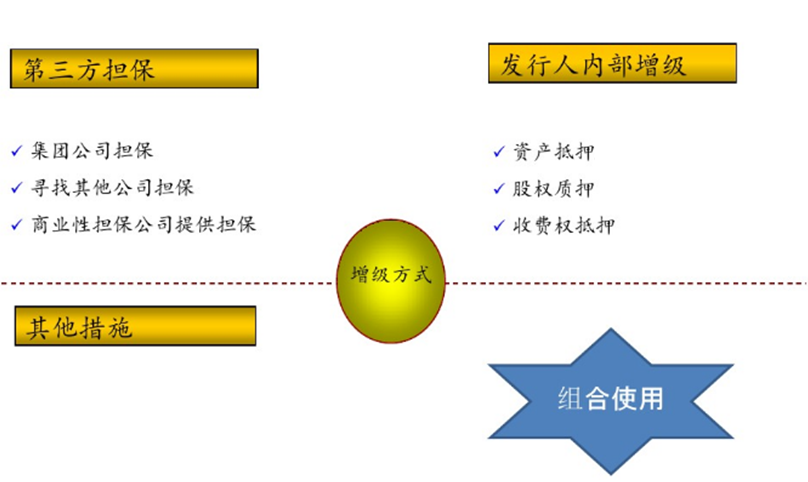 第三方担保
集团公司担保
寻找其他公司担保
商业性担保公司提供担保
发行人内部增级
资产抵押
股权质押
收费权抵押
增级方式
其他措施
组合使用